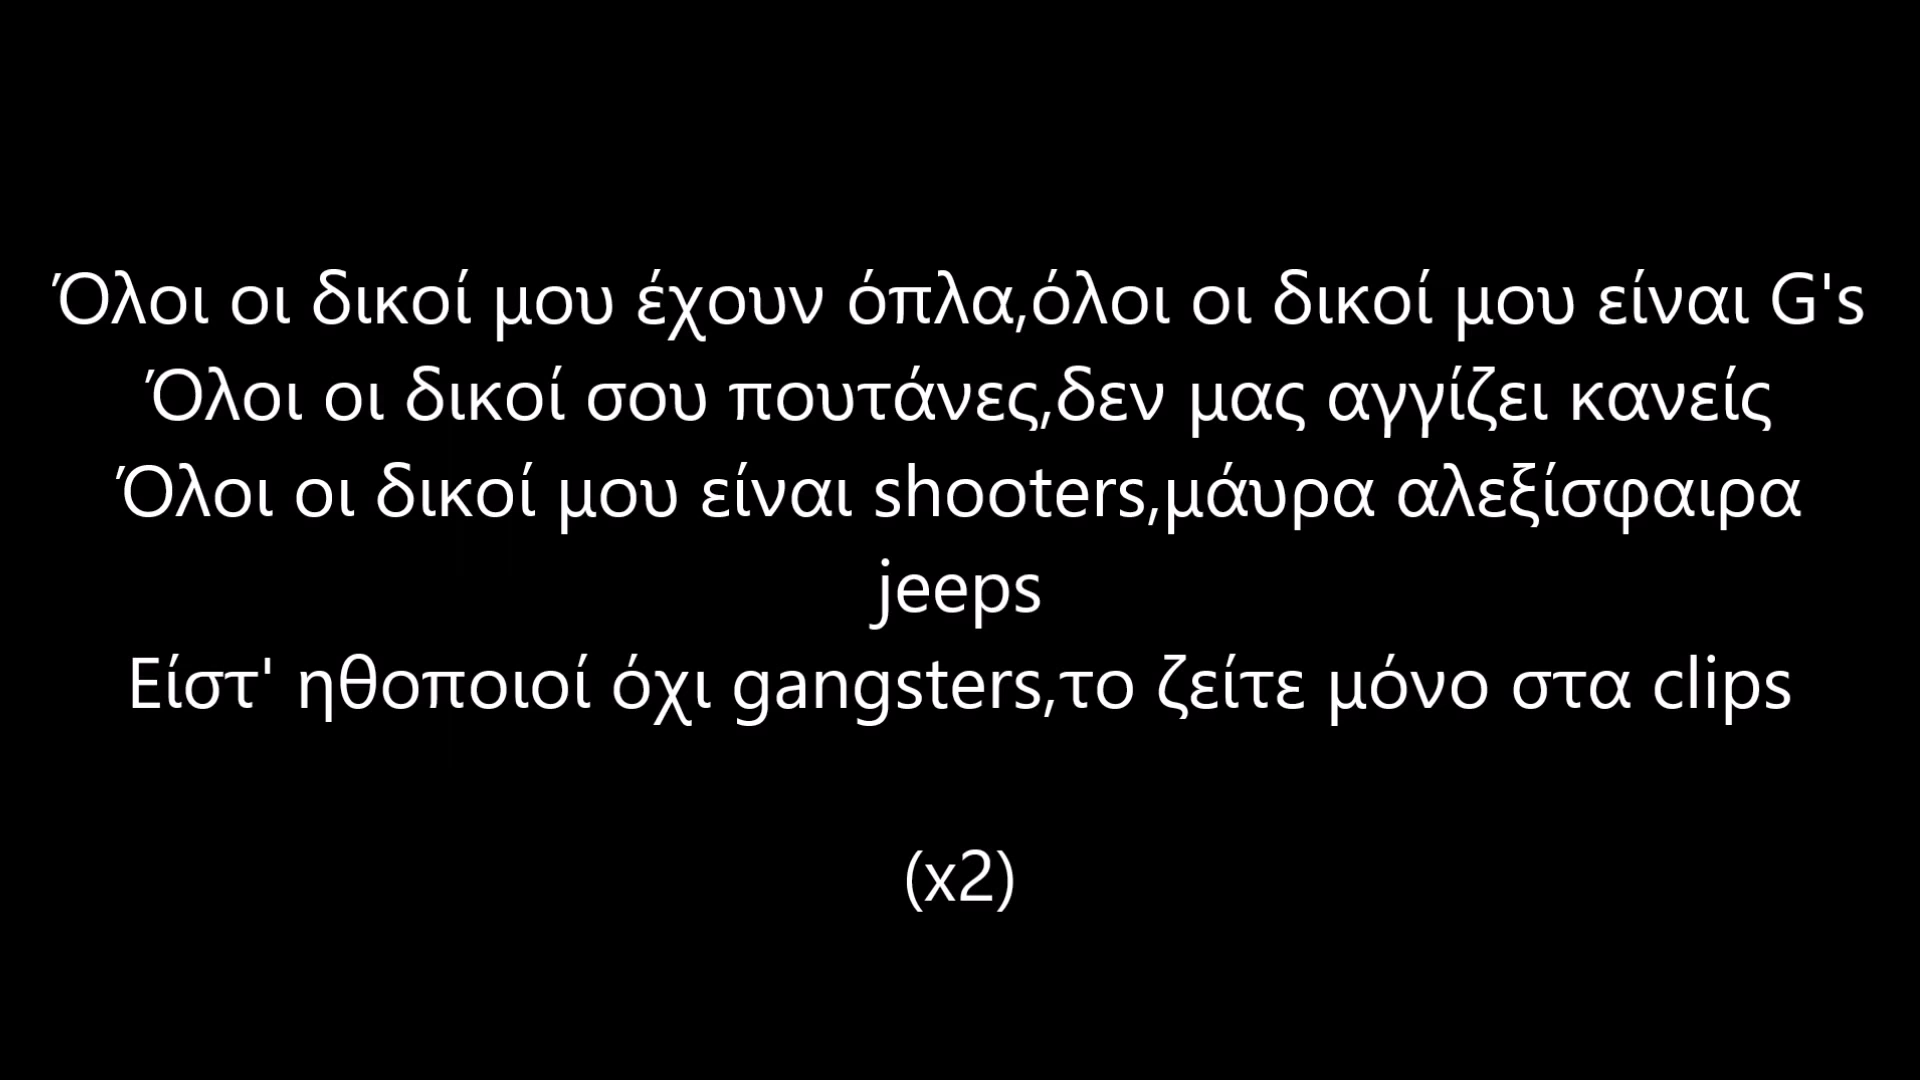 Όλοι οι δικοί μου έχουν όπλα,όλοι οι δικοί μου είναι G's
Όλοι οι δικοί σου πουτάνες,δεν μας αγγίζει κανείς
Όλοι οι δικοί μου είναι shooters,μάυρα αλεξίσφαιρα
jeeps
Είστ' ηθοποιοί όχι gangsters,το ζείτε μόνο στα clips
(x2)